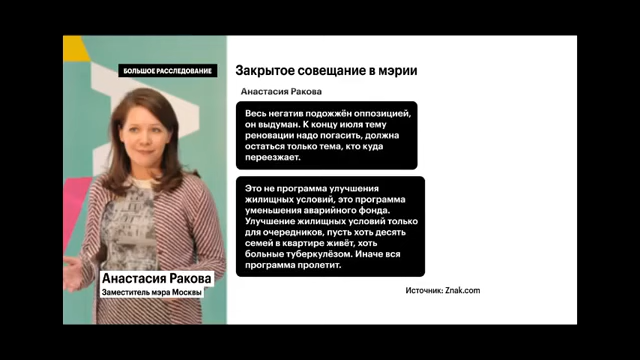 БОЛЬШОЕ РАССЛЕДОВАНИЕ
Закрытое совещание в мэрии
Анастасия Ракова
Весь негатив подожжён оппозицией,
он выдуман. К концу июля тему
реновации надо погасить, должна
остаться только тема, кто куда
переезжает.
Это не программа улучшения
жилищных условий, это программа
уменьшения аварийного фонда.
Улучшение жилищных условий только
для очередников, пусть хоть десять
семей в квартире живёт, хоть
больные туберкулёзом. Иначе вся
программа пролетит.
Анастасия Ракова
Заместитель мэра Москвы
Источник: Znak.com